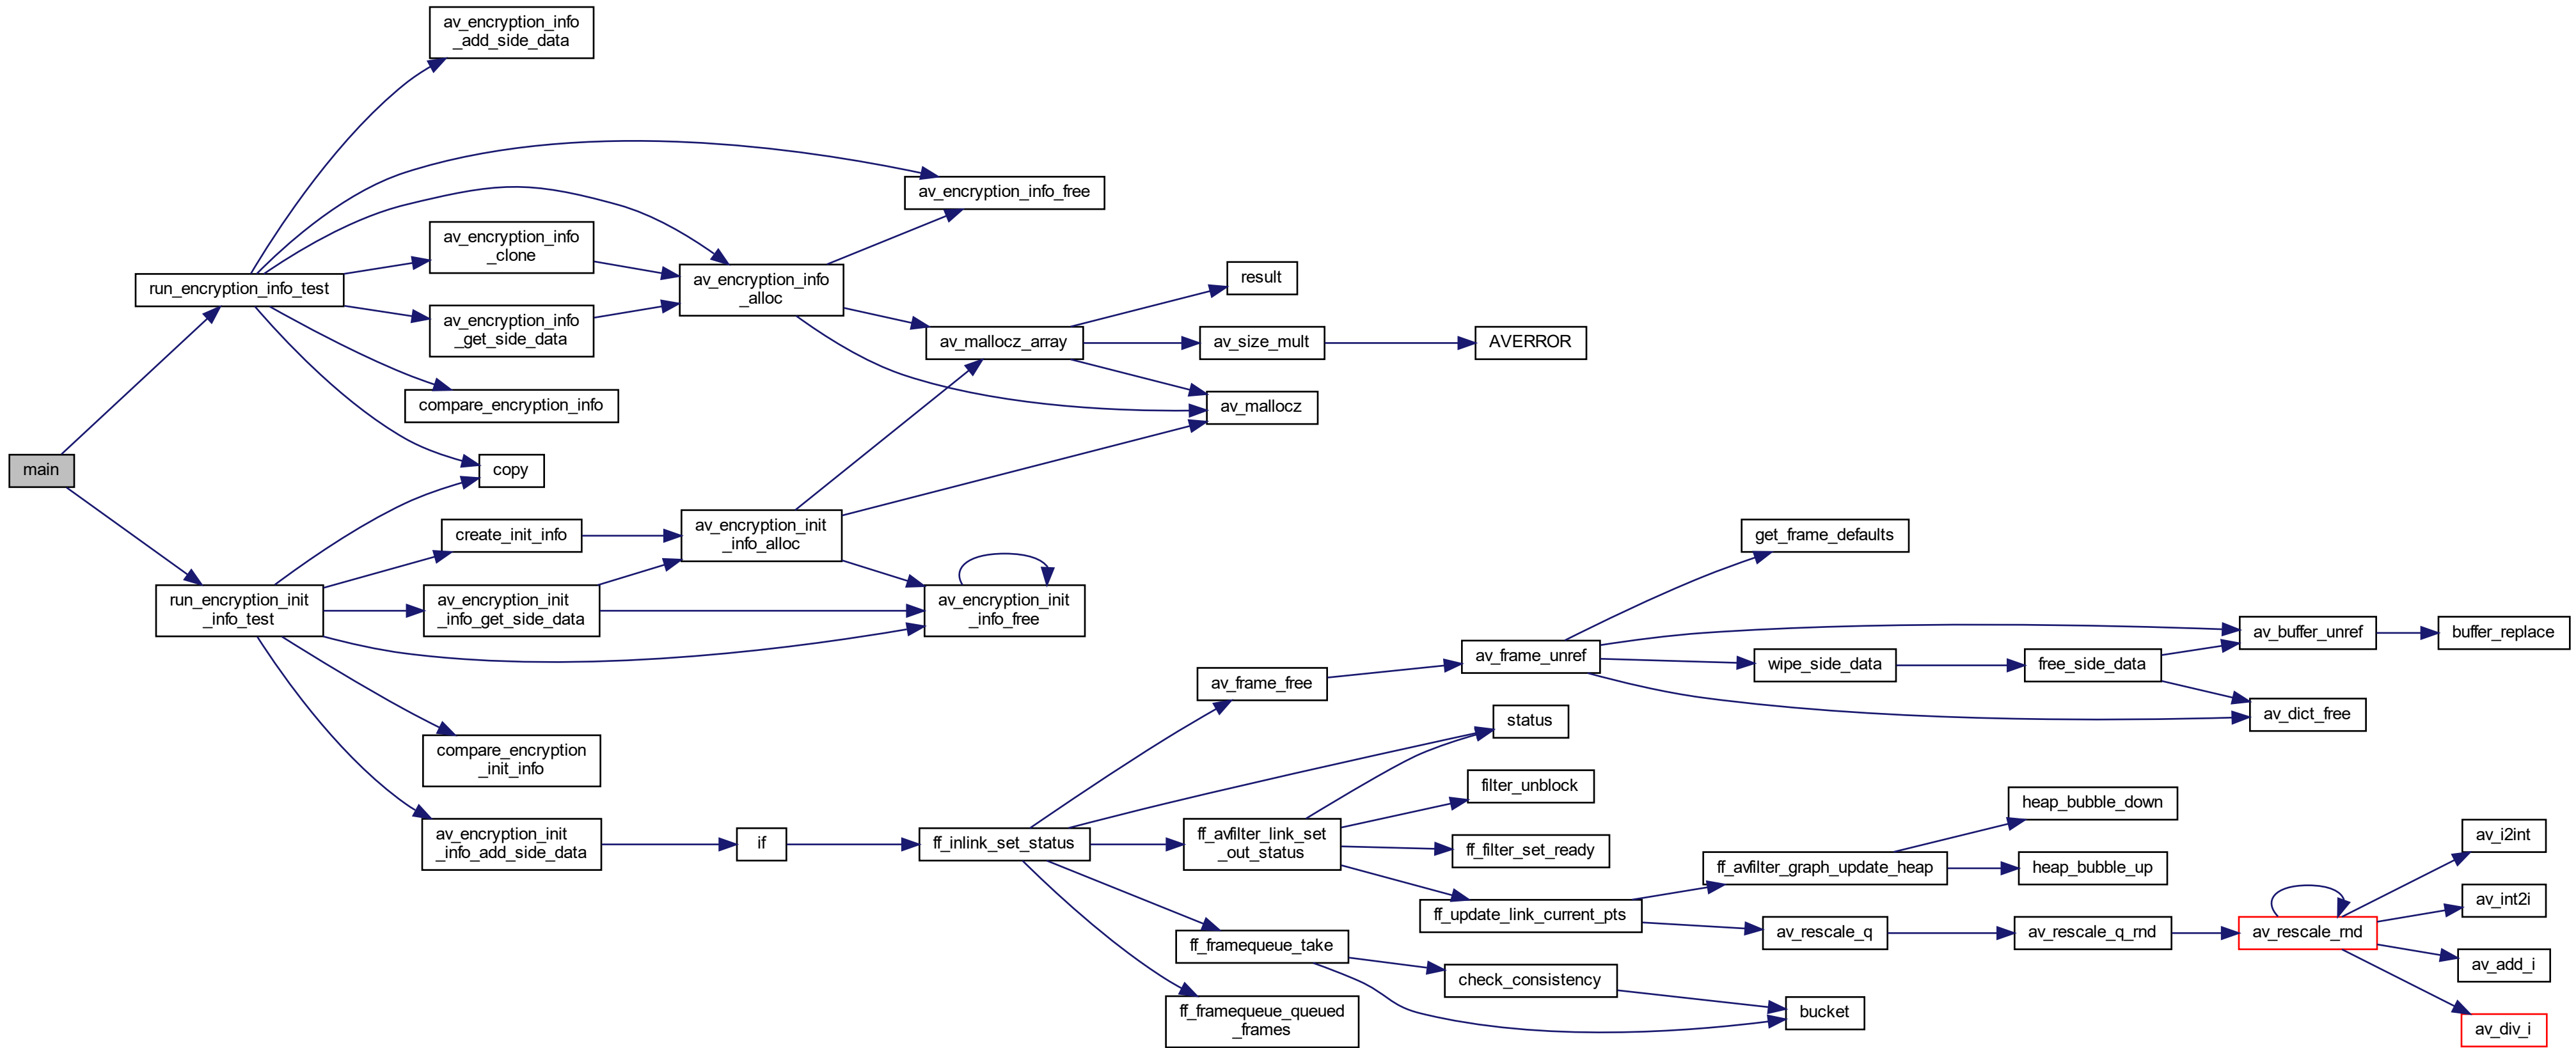 av_encryption_info
_add_side_data
av_encryption_info_free
av_encryption_info
_clone
run_encryption_info_test
av_encryption_info
_alloc
result
av_encryption_info
_get_side_data
av_mallocz_array
av_size_mult
AVERROR
compare_encryption_info
av_mallocz
main
copy
create_init_info
av_encryption_init
_info_alloc
get_frame_defaults
run_encryption_init
_info_test
av_encryption_init
_info_get_side_data
av_encryption_init
_info_free
av_frame_unref
av_buffer_unref
buffer_replace
wipe_side_data
free_side_data
av_frame_free
av_dict_free
status
compare_encryption
_init_info
filter_unblock
heap_bubble_down
av_encryption_init
_info_add_side_data
if
ff_inlink_set_status
ff_avfilter_link_set
_out_status
ff_filter_set_ready
ff_avfilter_graph_update_heap
heap_bubble_up
av_i2int
ff_update_link_current_pts
av_int2i
av_rescale_q
av_rescale_q_rnd
av_rescale_rnd
ff_framequeue_take
check_consistency
av_add_i
ff_framequeue_queued
_frames
bucket
av_div_i